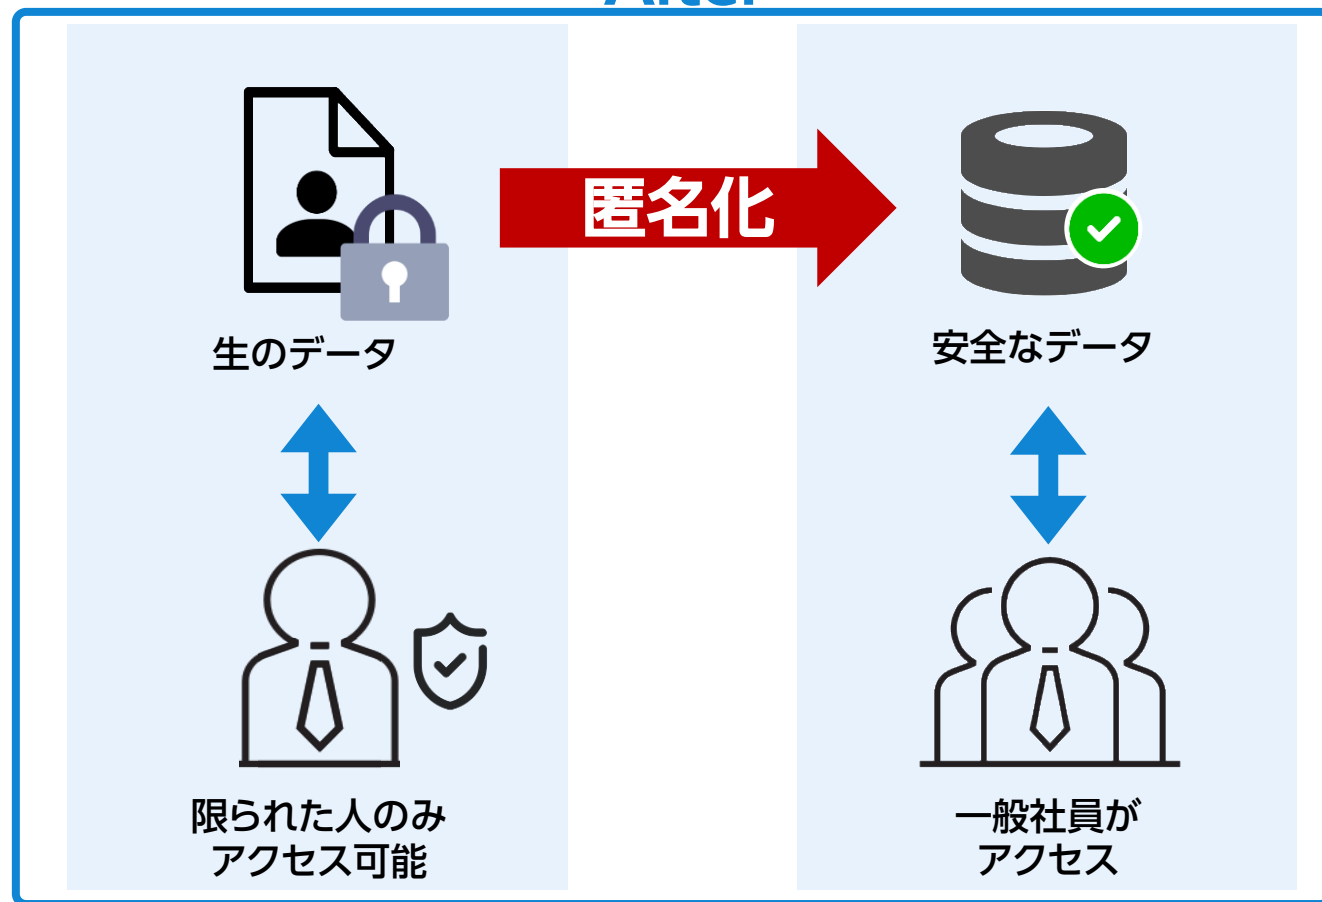 匿名化
生のデータ
安全なデータ
限られた人のみ
アクセス可能
一般社員が
アクセス